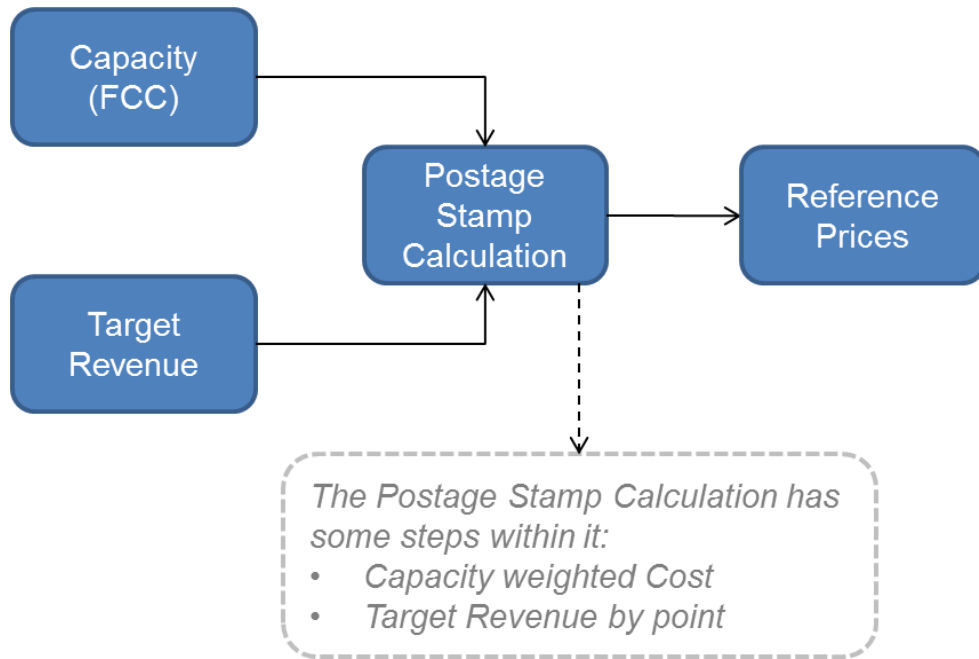 Capacity
(FCC)
Postage
Stamp
Calculation
Reference
Prices
Target
Revenue
The Postage Stamp Calculation has
some steps within it:
• Capacity weighted Cost
• Target Revenue by point